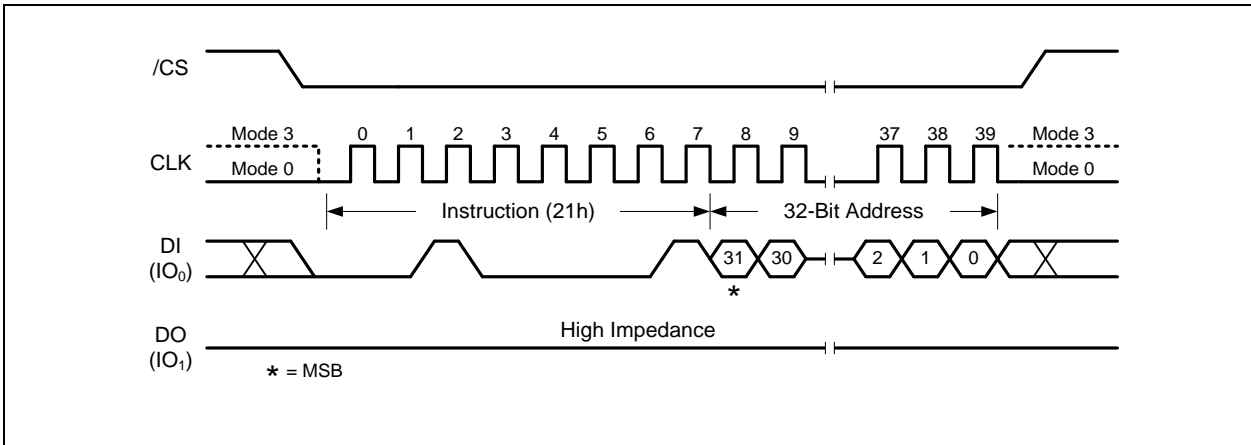 /CS
Mode 3 0 1 2 3 4 5 6 7 8 9 37 38 39 Mode 3
CLK
Mode 0 Mode 0
Instruction (21h) 32-Bit Address
DI
(IO₀)
31 30 2 1 0
*
High Impedance
DO
(IO₁)
* = MSB